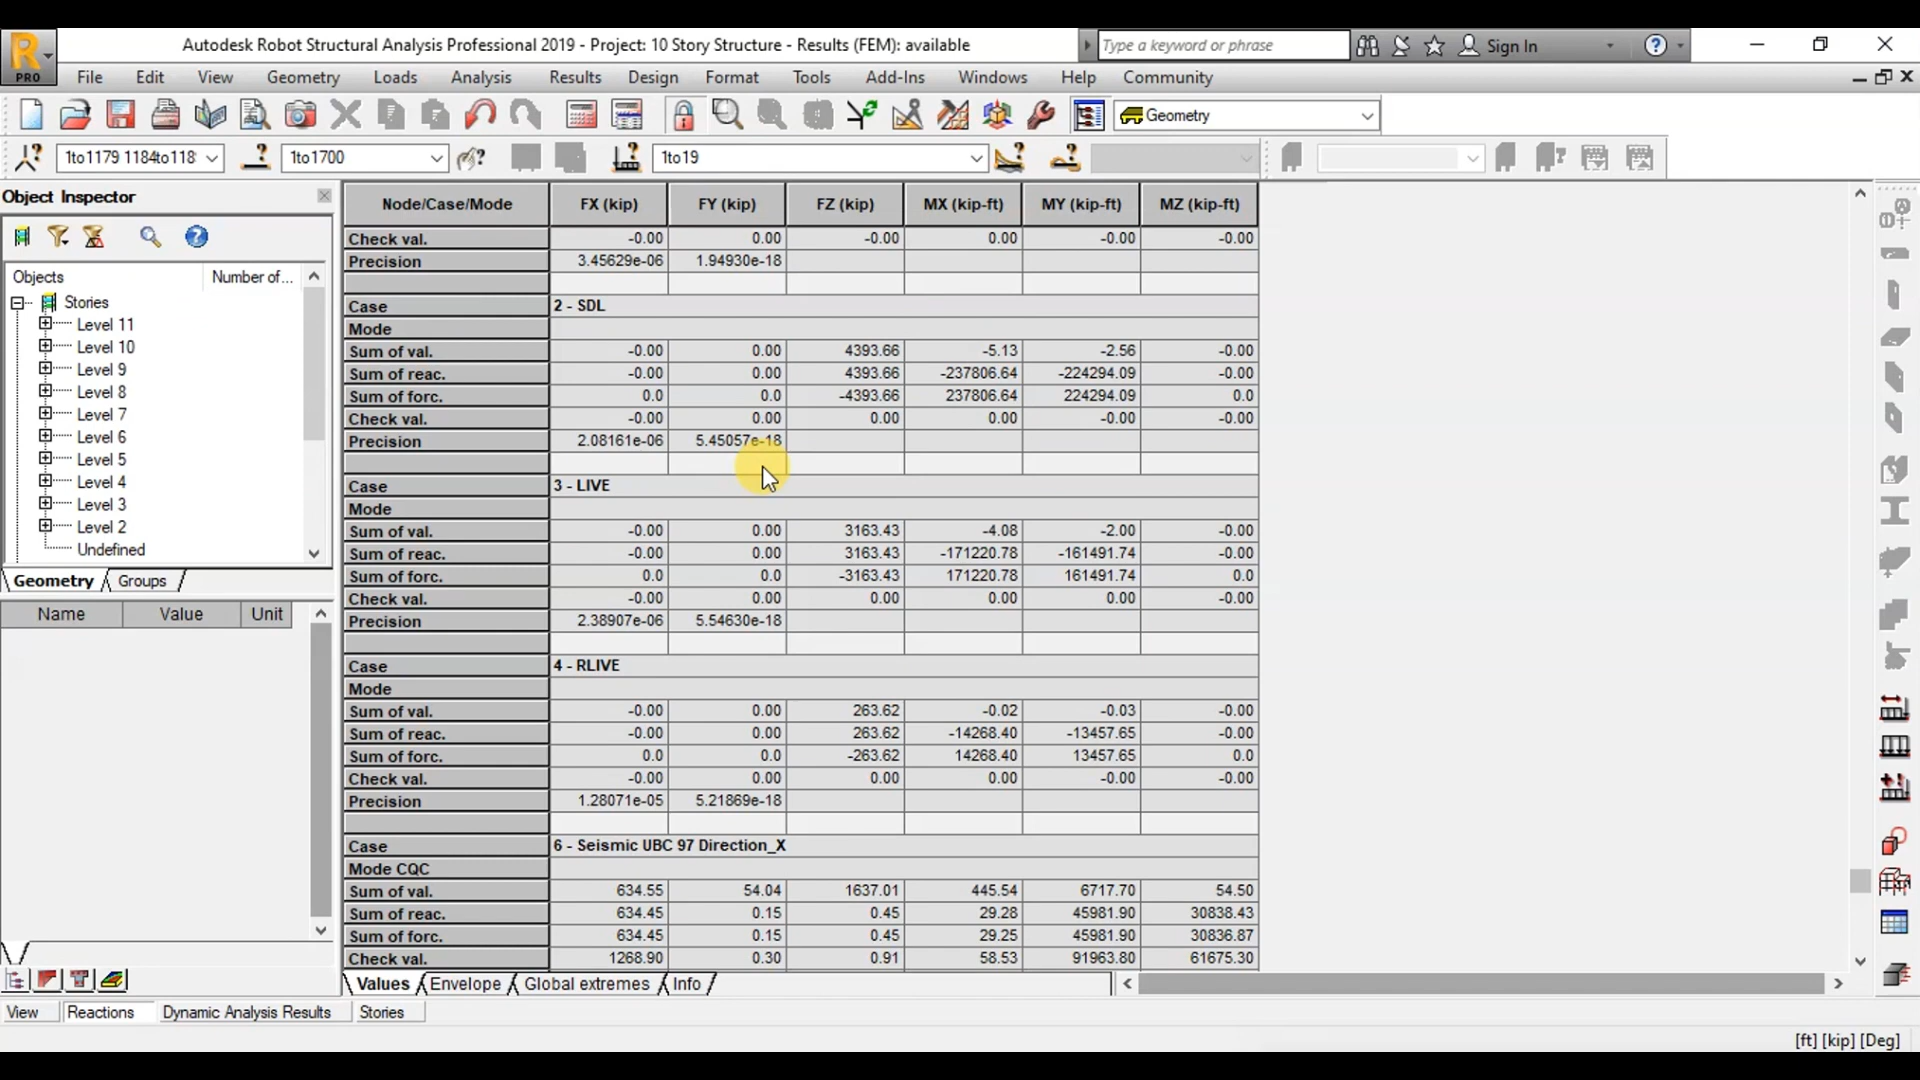 Autodesk Robot Structural Analysis Professional 2019 - Project: 10 Story Structure - Results (FEM): available
Type a keyword or phrase
Sign In
PRO
File Edit View Geometry Loads Analysis Results Design Format Tools Add-Ins Windows Help Community
Geometry
1to1179 1184to118
1to1700
1to19
Object Inspector
Objects Number of...
Stories
Level 11
Level 10
Level 9
Level 8
Level 7
Level 6
Level 5
Level 4
Level 3
Level 2
Undefined
Geometry Groups
Name Value Unit
Node/Case/Mode FX (kip) FY (kip) FZ (kip) MX (kip-ft) MY (kip-ft) MZ (kip-ft)
Check val. -0.00 0.00 -0.00 0.00 -0.00 -0.00
Precision 3.45629e-06 1.94930e-18
Case 2 - SDL
Mode
Sum of val. -0.00 0.00 4393.66 -5.13 -2.56 -0.00
Sum of reac. -0.00 0.00 4393.66 -237806.64 -224294.09 -0.00
Sum of forc. 0.0 0.0 -4393.66 237806.64 224294.09 0.0
Check val. -0.00 0.00 0.00 0.00 -0.00 -0.00
Precision 2.08161e-06 5.45057e-18
Case 3 - LIVE
Mode
Sum of val. -0.00 0.00 3163.43 -4.08 -2.00 -0.00
Sum of reac. -0.00 0.00 3163.43 -171220.78 -161491.74 -0.00
Sum of forc. 0.0 0.0 -3163.43 171220.78 161491.74 0.0
Check val. -0.00 0.00 0.00 0.00 0.00 -0.00
Precision 2.38907e-06 5.54630e-18
Case 4 - RLIVE
Mode
Sum of val. -0.00 0.00 263.62 -0.02 -0.03 -0.00
Sum of reac. -0.00 0.00 263.62 -14268.40 -13457.65 -0.00
Sum of forc. 0.0 0.0 -263.62 14268.40 13457.65 0.0
Check val. -0.00 0.00 0.00 0.00 -0.00 -0.00
Precision 1.28071e-05 5.21869e-18
Case 6 - Seismic UBC 97 Direction_X
Mode CQC
Sum of val. 634.55 54.04 1637.01 445.54 6717.70 54.50
Sum of reac. 634.45 0.15 0.45 29.28 45981.90 30838.43
Sum of forc. 634.45 0.15 0.45 29.25 45981.90 30836.87
Check val. 1268.90 0.30 0.91 58.53 91963.80 61675.30
Values Envelope Global extremes Info
View Reactions Dynamic Analysis Results Stories
[ft] [kip] [Deg]